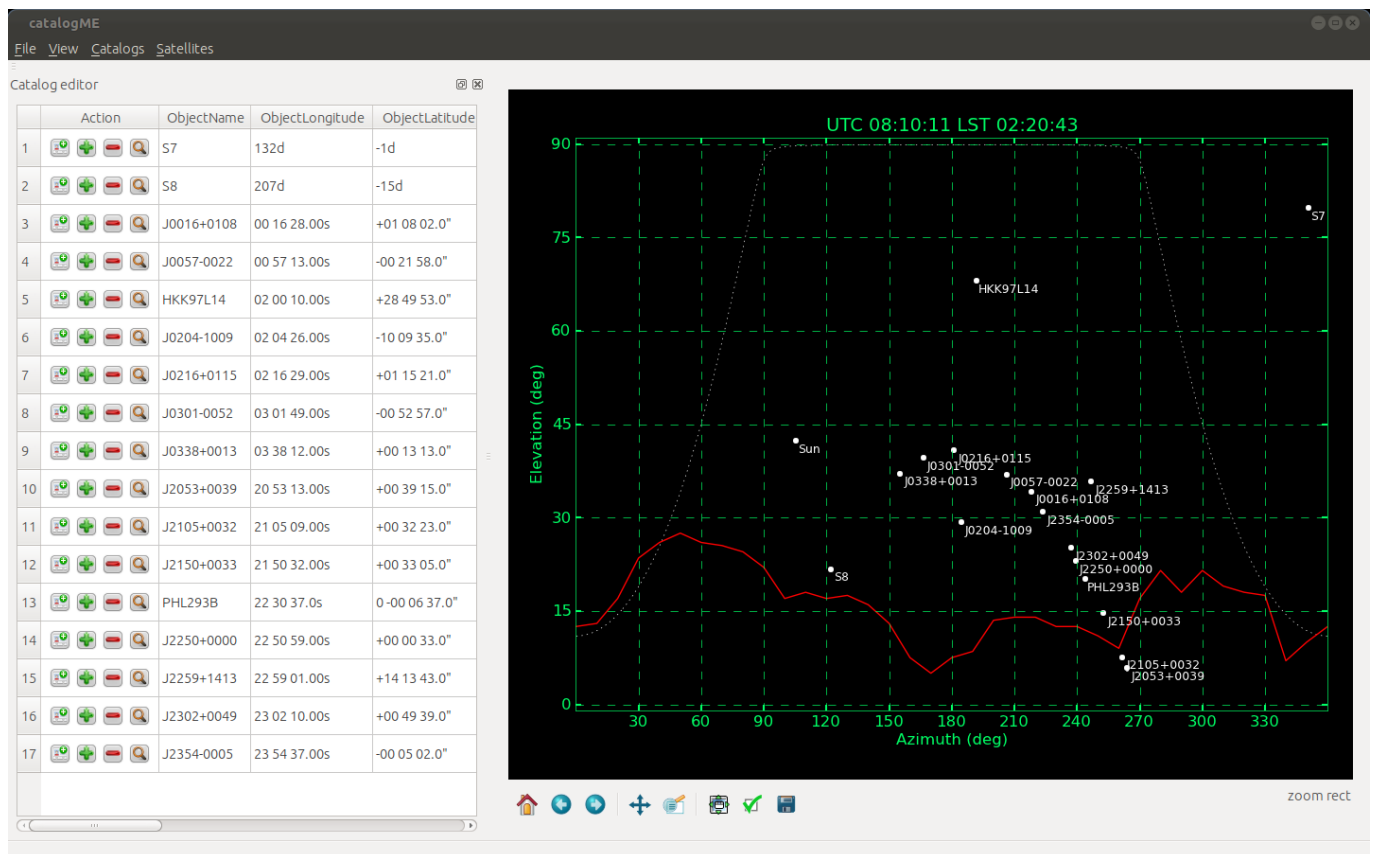 catalogME
File View Catalogs Satellites
Catalog editor
Action ObjectName ObjectLongitude ObjectLatitude
1 S7 132d -1d
2 S8 207d -15d
3 J0016+0108 00 16 28.00s +01 08 02.0"
4 J0057-0022 00 57 13.00s -00 21 58.0"
5 HKK97L14 02 00 10.00s +28 49 53.0"
6 J0204-1009 02 04 26.00s -10 09 35.0"
7 J0216+0115 02 16 29.00s +01 15 21.0"
8 J0301-0052 03 01 49.00s -00 52 57.0"
9 J0338+0013 03 38 12.00s +00 13 13.0"
10 J2053+0039 20 53 13.00s +00 39 15.0"
11 J2105+0032 21 05 09.00s +00 32 23.0"
12 J2150+0033 21 50 32.00s +00 33 05.0"
13 PHL293B 22 30 37.0s 0 -00 06 37.0"
14 J2250+0000 22 50 59.00s +00 00 33.0"
15 J2259+1413 22 59 01.00s +14 13 43.0"
16 J2302+0049 23 02 10.00s +00 49 39.0"
17 J2354-0005 23 54 37.00s -00 05 02.0"
UTC 08:10:11 LST 02:20:43
90
75
60
45
30
15
0
Elevation (deg)
S7
HKK97L14
Sun
J0216+0115
J0301-0052
J0338+0013
J0057-0022
J2259+1413
J0016+0108
J2354-0005
J0204-1009
J2302+0049
J2250+0000
S8
PHL293B
J2150+0033
J2105+0032
J2053+0039
30 60 90 120 150 180 210 240 270 300 330
Azimuth (deg)
zoom rect